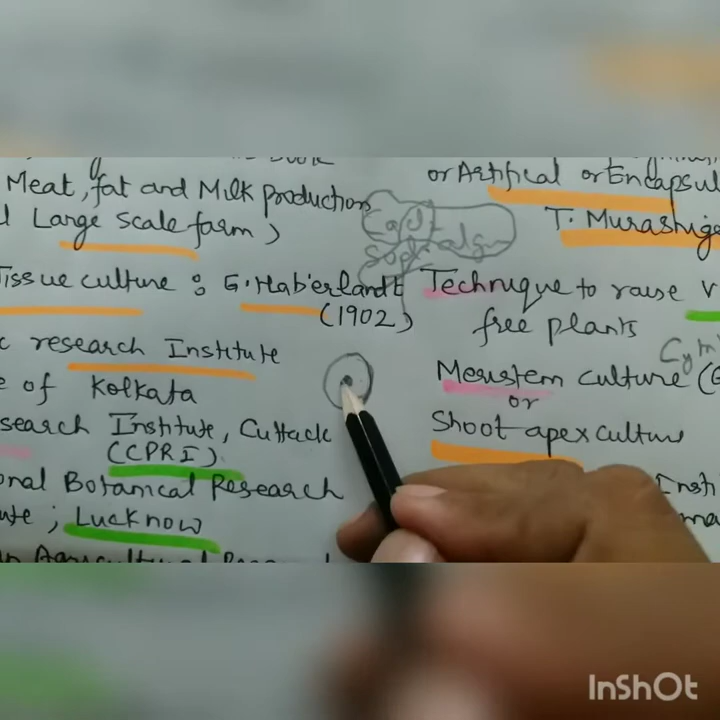 Meat, fat and Milk production
Large scale farm)
Tissue culture : G. Haberlandt
(1902)
research Institute
e of Kolkata
search Institute, Cuttack
(CPRI)
onal Botanical Research
ute ; Lucknow
or Artifical or Encapsul
T. Murashige
Technique to raise v
free plants
Meristem culture (
or
Shoot apex culture
Insti
InShOt